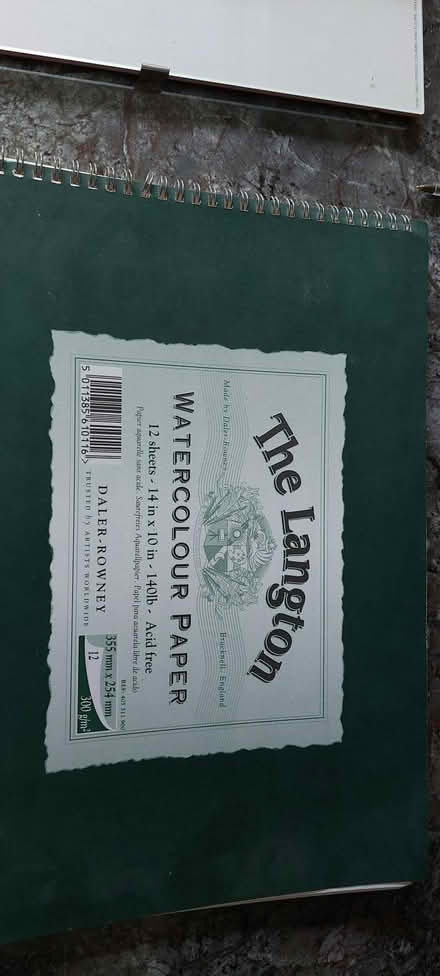 The Langton
Made by Daler-Rowney
Bracknell, England
WATERCOLOUR PAPER
12 sheets - 14 in x 10 in - 140lb - Acid free
Papier aquarelle sans acide. Saurefreies Aquarellpapier. Papel para acuarela libre de acido
DALER-ROWNEY
TRUSTED by ARTISTS WORLDWIDE
5 011385 610116 >
355 mm x 254 mm
12
300 g/m²